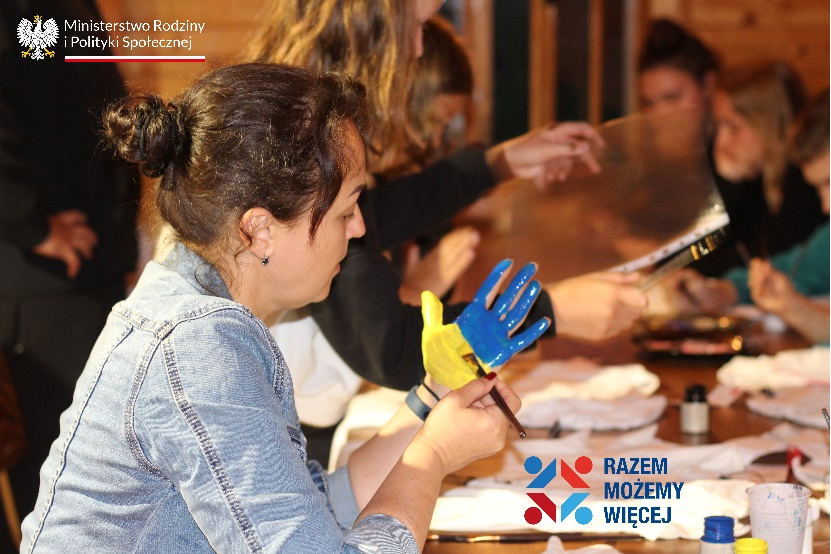 Ministerstwo Rodziny
i Polityki Społecznej
RAZEM
MOŻEMY
WIĘCEJ